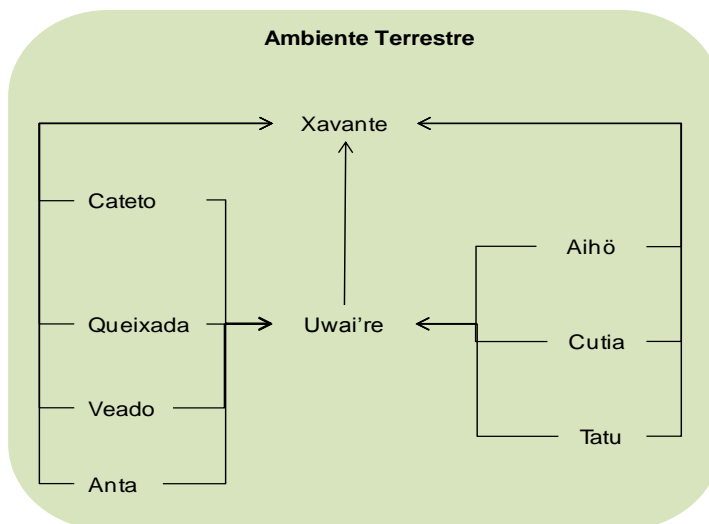 Ambiente Terrestre
Xavante
Cateto
Aihö
Queixada
Uwai’re
Cutia
Veado
Tatu
Anta